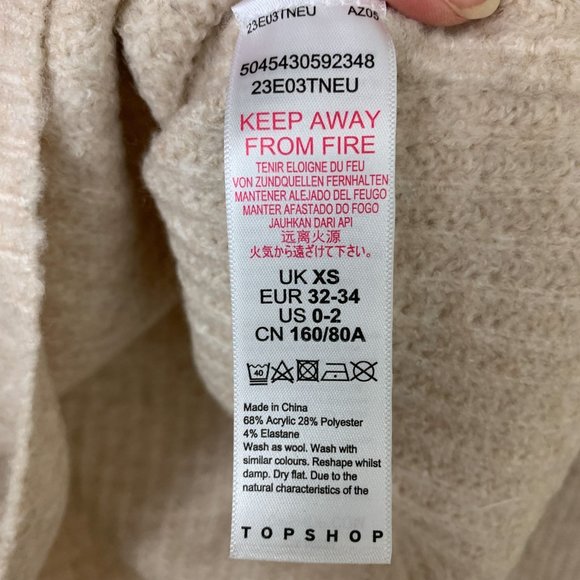 23E03TNEU AZ05
5045430592348
23E03TNEU
KEEP AWAY
FROM FIRE
TENIR ELOIGNE DU FEU
VON ZUNDQUELLEN FERNHALTEN
MANTENER ALEJADO DEL FEUGO
MANTER AFASTADO DO FOGO
JAUHKAN DARI API
远离火源
火気から遠ざけて下さい。
UK XS
EUR 32-34
US 0-2
CN 160/80A
40
Made in China
68% Acrylic 28% Polyester
4% Elastane
Wash as wool. Wash with
similar colours. Reshape whilst
damp. Dry flat. Due to the
natural characteristics of the
TOPSHOP